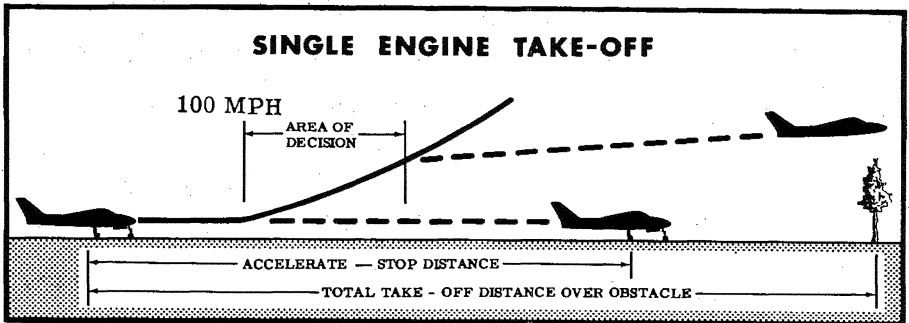 SINGLE ENGINE TAKE-OFF
100 MPH
AREA OF
DECISION
ACCELERATE — STOP DISTANCE
TOTAL TAKE - OFF DISTANCE OVER OBSTACLE